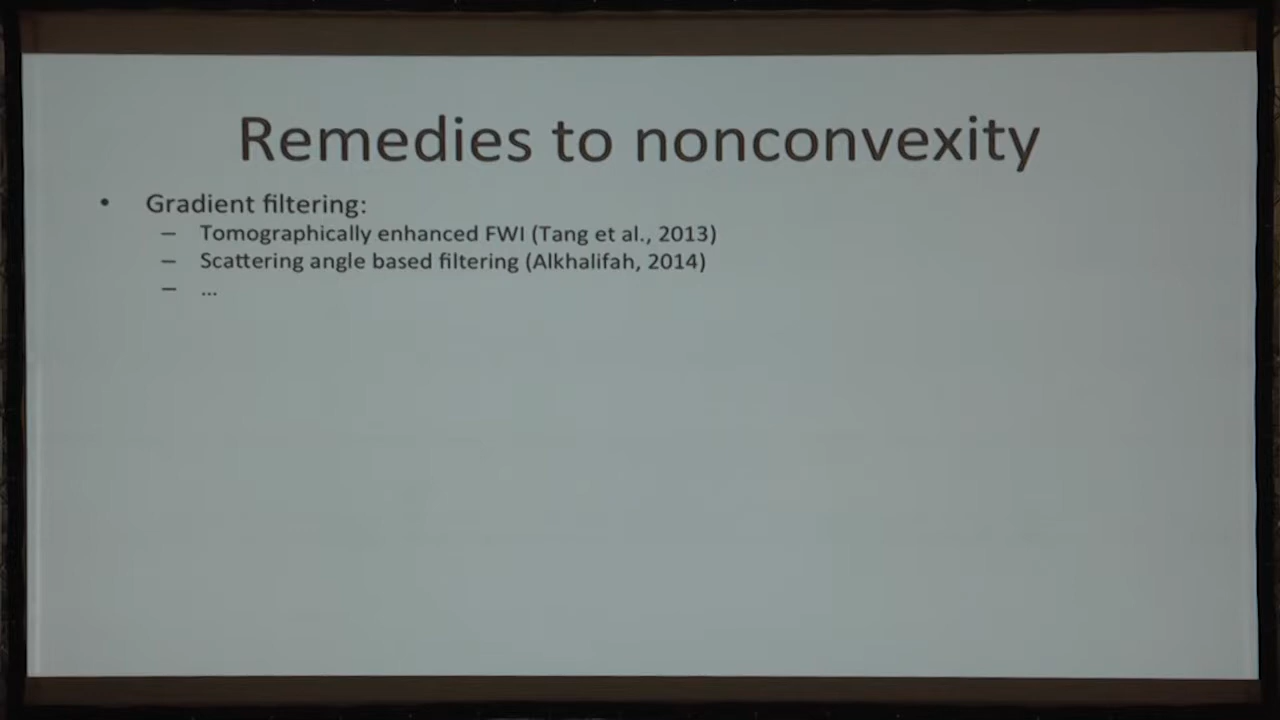 Remedies to nonconvexity
• Gradient filtering:
– Tomographically enhanced FWI (Tang et al., 2013)
– Scattering angle based filtering (Alkhalifah, 2014)
– ...